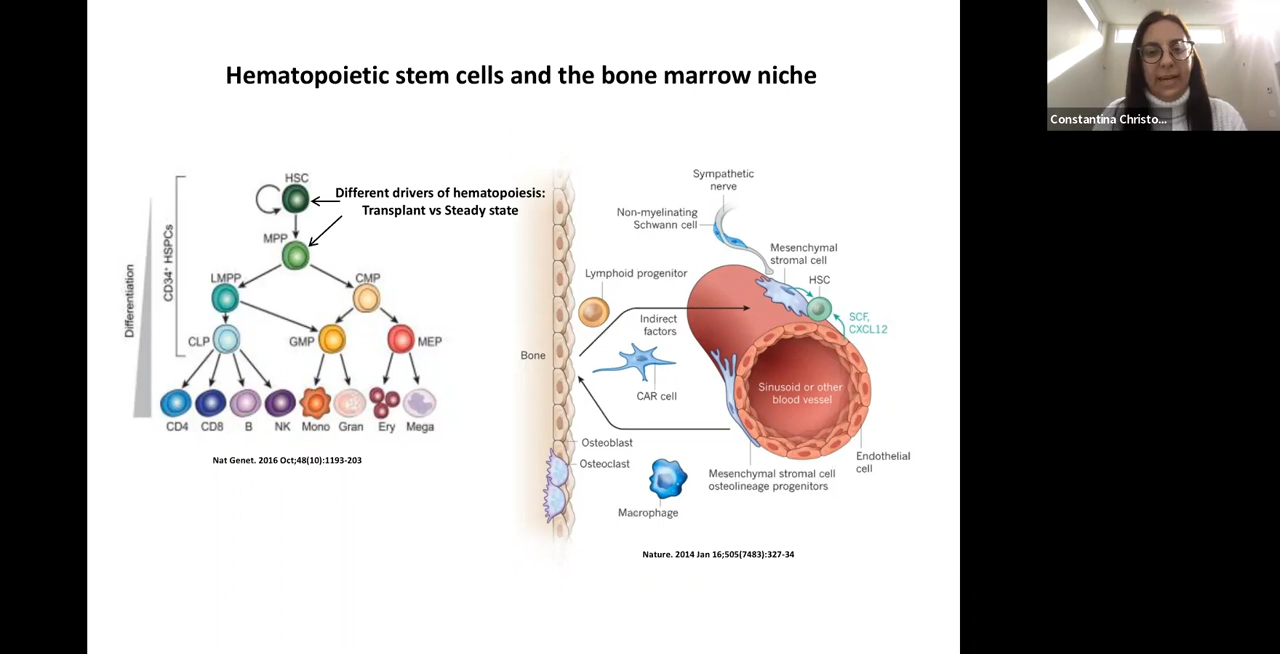 Hematopoietic stem cells and the bone marrow niche
Constantina Christo...
HSC
Different drivers of hematopoiesis:
Transplant vs Steady state
MPP
LMPP
CMP
CLP
GMP
MEP
CD34⁺ HSPCs
Differentiation
CD4
CD8
B
NK
Mono
Gran
Ery
Mega
Nat Genet. 2016 Oct;48(10):1193-203
Sympathetic
nerve
Non-myelinating
Schwann cell
Mesenchymal
stromal cell
HSC
Lymphoid progenitor
SCF,
CXCL12
Indirect
factors
Bone
CAR cell
Sinusoid or other
blood vessel
Osteoblast
Osteoclast
Endothelial
cell
Mesenchymal stromal cell
osteolineage progenitors
Macrophage
Nature. 2014 Jan 16;505(7483):327-34